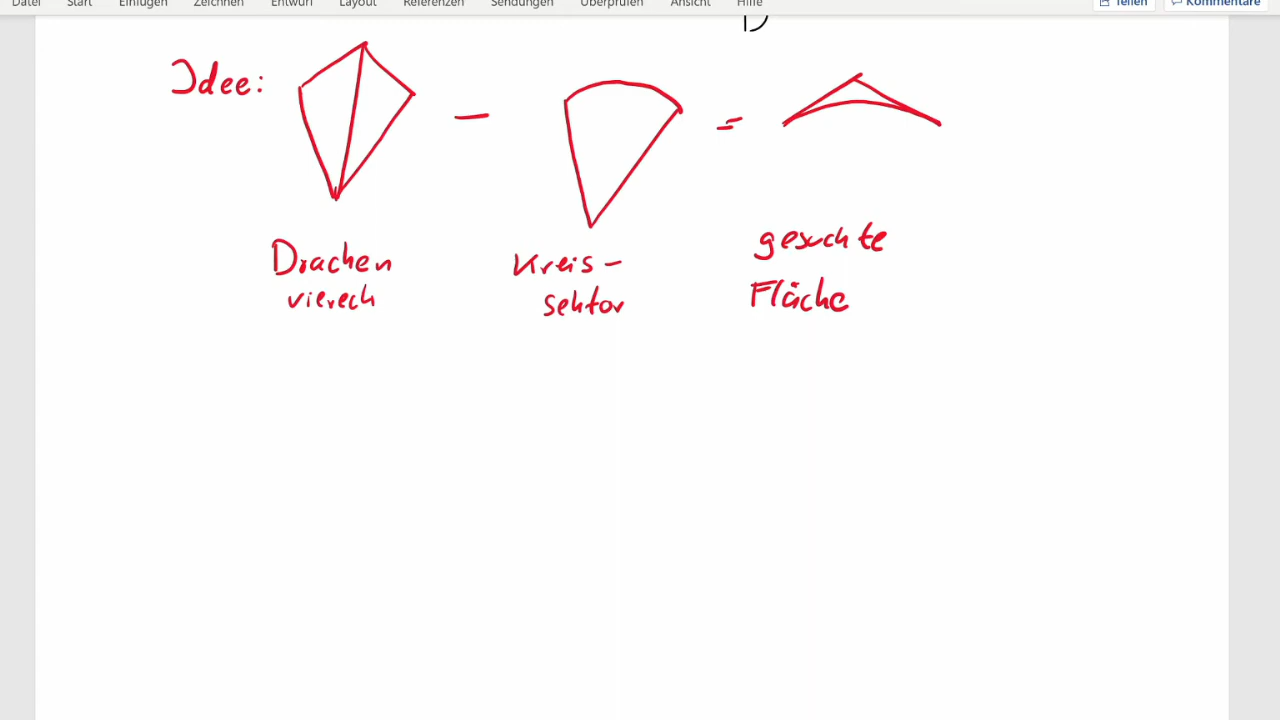 Datei Start Einfügen Zeichnen Entwurf Layout Referenzen Sendungen Überprüfen Ansicht Hilfe Teilen Kommentare
D
Idee: - =
Drachen Kreis- gesuchte
viereck sektor Fläche